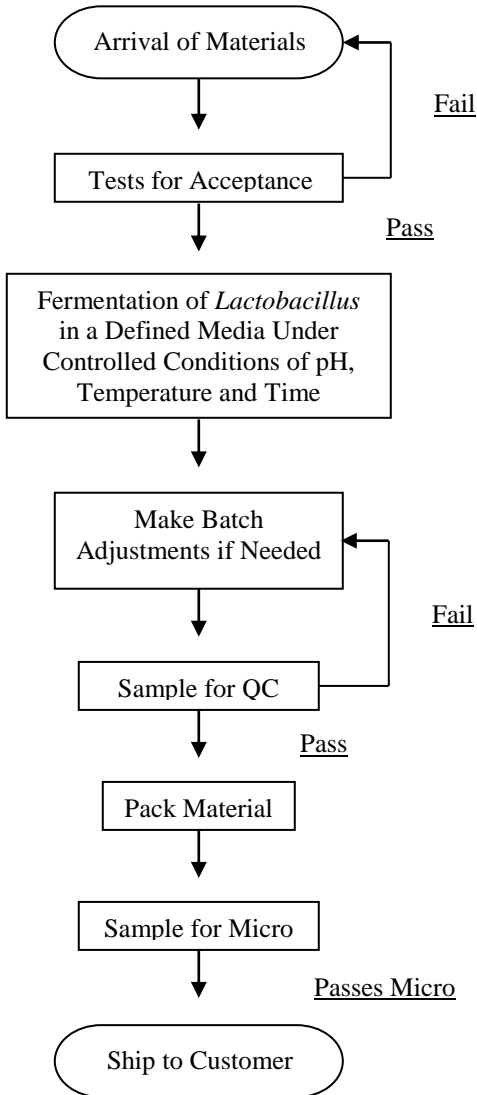 Arrival of Materials
Fail
Tests for Acceptance
Pass
Fermentation of Lactobacillus
in a Defined Media Under
Controlled Conditions of pH,
Temperature and Time
Make Batch
Adjustments if Needed
Fail
Sample for QC
Pass
Pack Material
Sample for Micro
Passes Micro
Ship to Customer